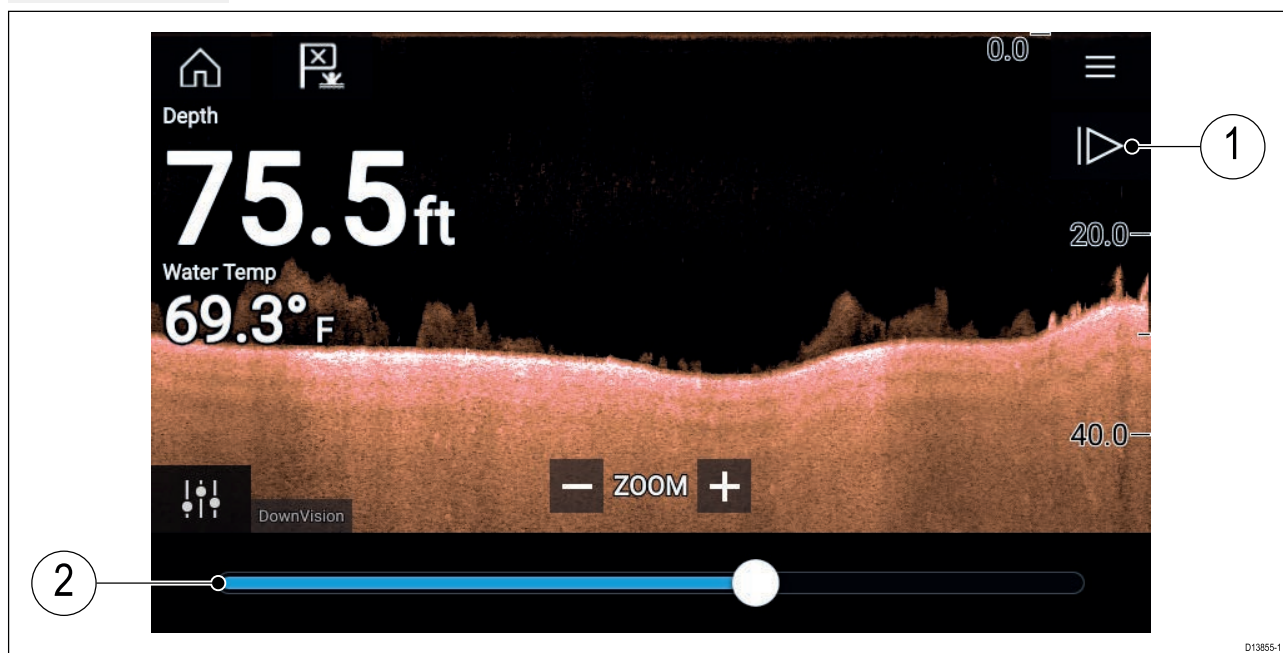 0.0
Depth
1
75.5ft
20.0
Water Temp
69.3° F
40.0
ZOOM
DownVision
2
D13855-1